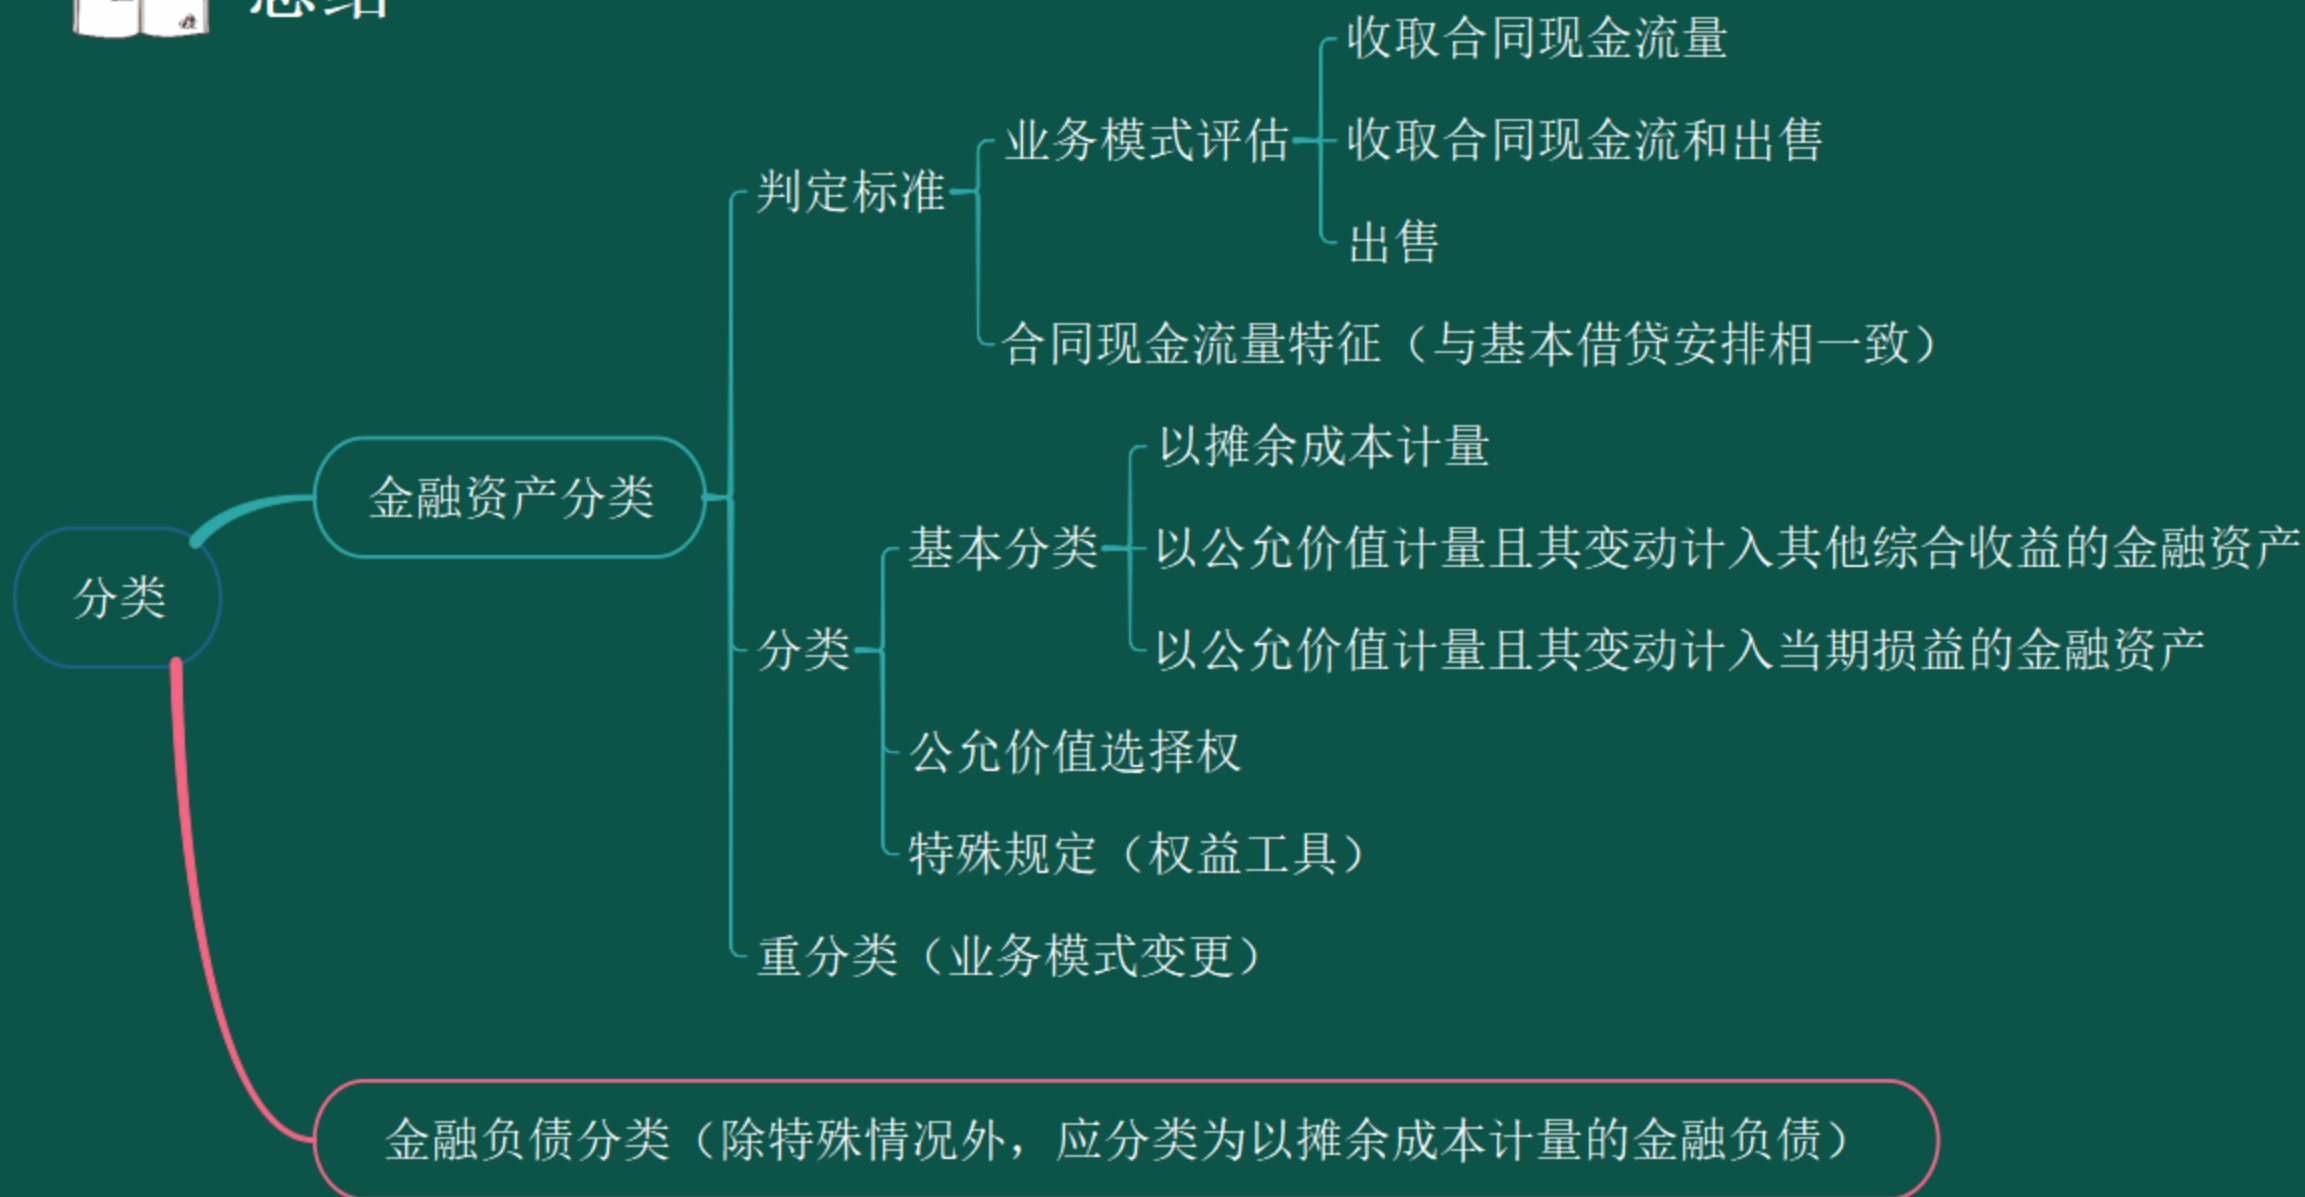 总结
收取合同现金流量
业务模式评估
收取合同现金流和出售
判定标准
出售
合同现金流量特征（与基本借贷安排相一致）
以摊余成本计量
金融资产分类
基本分类
以公允价值计量且其变动计入其他综合收益的金融资产
分类
分类
以公允价值计量且其变动计入当期损益的金融资产
公允价值选择权
特殊规定（权益工具）
重分类（业务模式变更）
金融负债分类（除特殊情况外，应分类为以摊余成本计量的金融负债）